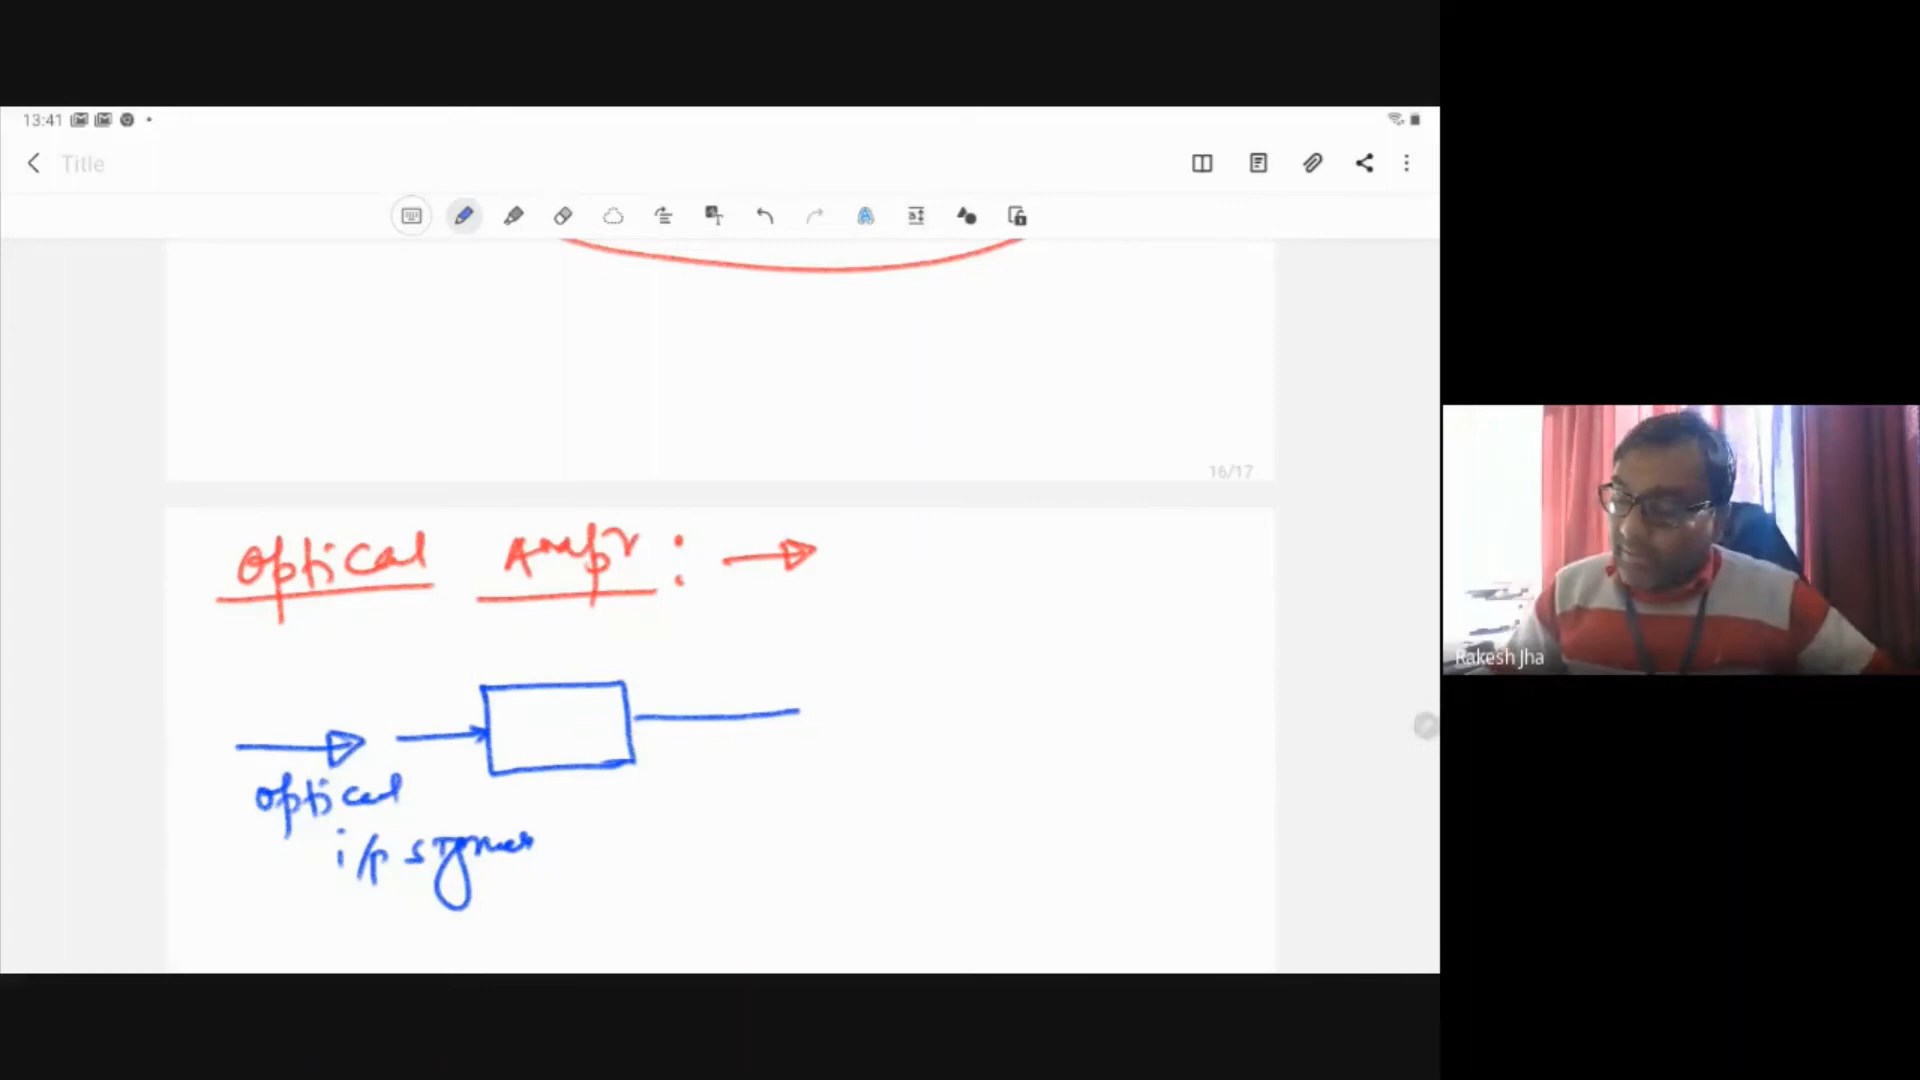 13:41
Title
16/17
Optical Ampr :
optical
i/p signal
Rakesh Jha